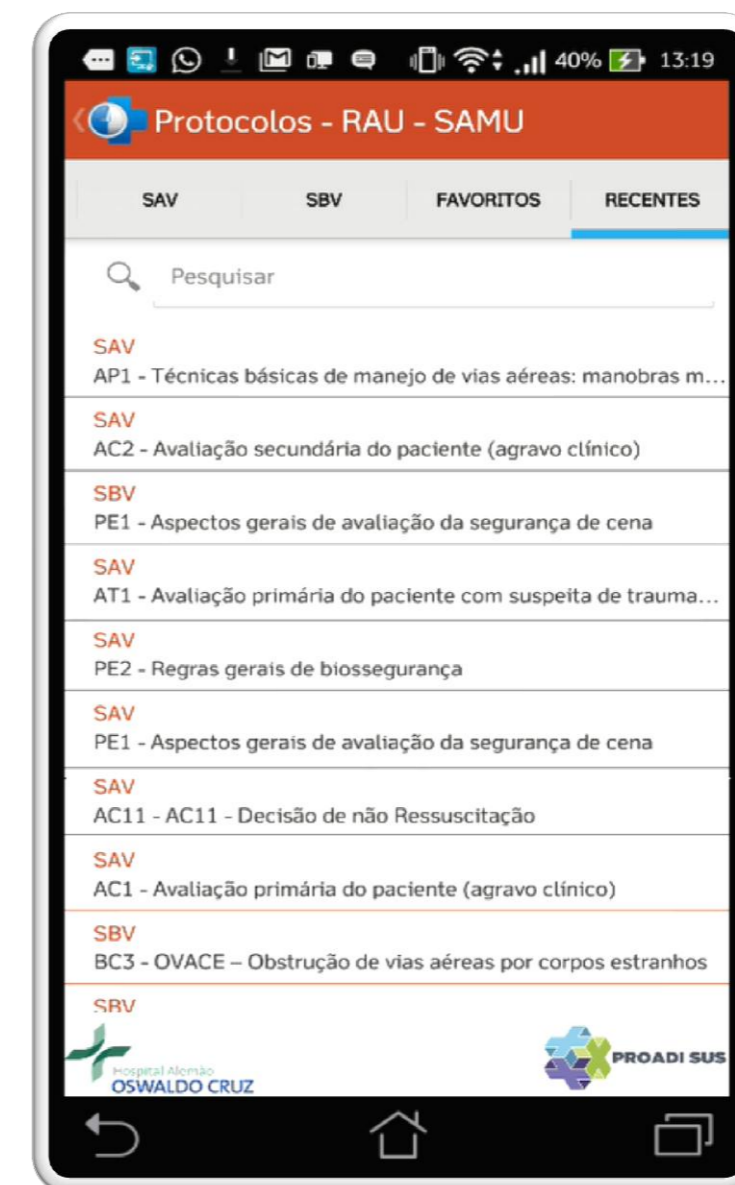 40% 13:19
Protocolos - RAU - SAMU
SAV SBV FAVORITOS RECENTES
Pesquisar
SAV
AP1 - Técnicas básicas de manejo de vias aéreas: manobras m...
SAV
AC2 - Avaliação secundária do paciente (agravo clínico)
SBV
PE1 - Aspectos gerais de avaliação da segurança de cena
SAV
AT1 - Avaliação primária do paciente com suspeita de trauma...
SAV
PE2 - Regras gerais de biossegurança
SAV
PE1 - Aspectos gerais de avaliação da segurança de cena
SAV
AC11 - AC11 - Decisão de não Ressuscitação
SAV
AC1 - Avaliação primária do paciente (agravo clínico)
SBV
BC3 - OVACE – Obstrução de vias aéreas por corpos estranhos
SBV
Hospital Alemão
OSWALDO CRUZ
PROADI SUS